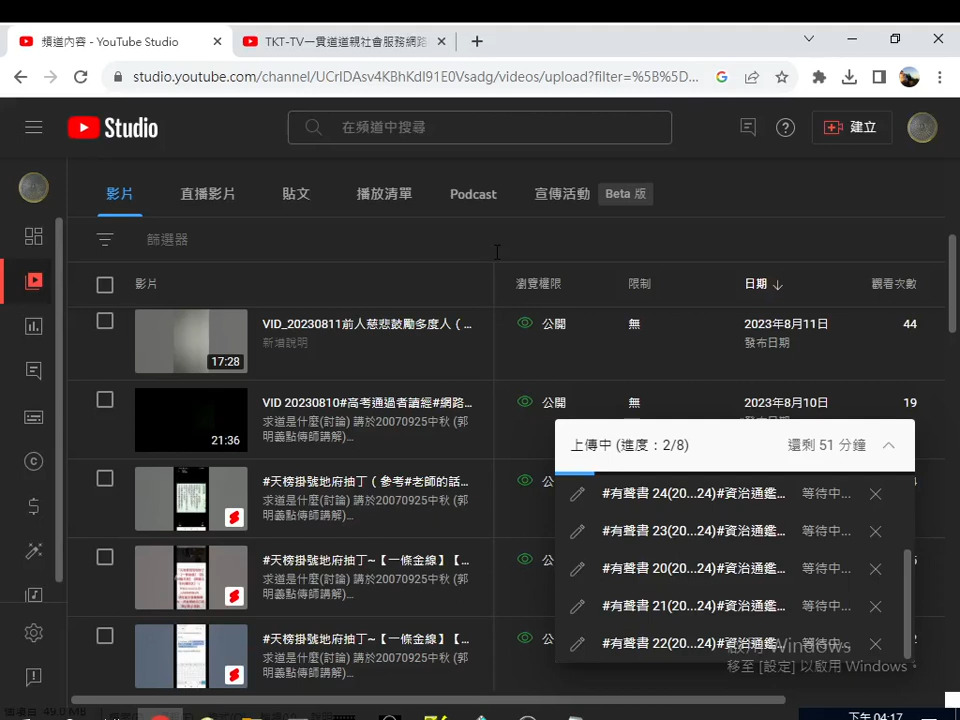 頻道內容 - YouTube Studio
TKT-TV一貫道道親社會服務網路
studio.youtube.com/channel/UCrIDAsv4KBhKdI91E0Vsadg/videos/upload?filter=%5B%5D...
Studio
在頻道中搜尋
建立
影片
直播影片
貼文
播放清單
Podcast
宣傳活動
Beta 版
篩選器
影片
瀏覽權限
限制
日期
觀看次數
17:28
VID_20230811前人慈悲鼓勵多度人 (...
新增說明
公開
無
2023年8月11日
發布日期
44
21:36
VID 20230810#高考通過者讀經#網路...
求道是什麼(討論) 講於20070925中秋 (郭
明義點傳師講解)...
公開
無
2023年8月10日
19
#天榜掛號地府抽丁 ( 參考#老師的話...
求道是什麼(討論) 講於20070925中秋 (郭
明義點傳師講解)...
#天榜掛號地府抽丁~【一條金線】【...
求道是什麼(討論) 講於20070925中秋 (郭
明義點傳師講解)...
#天榜掛號地府抽丁~【一條金線】【...
求道是什麼(討論) 講於20070925中秋 (郭
明義點傳師講解)...
上傳中 (進度：2/8)
還剩 51 分鐘
#有聲書 24(20...24)#資治通鑑...
等待中...
#有聲書 23(20...24)#資治通鑑...
等待中...
#有聲書 20(20...24)#資治通鑑...
等待中...
#有聲書 21(20...24)#資治通鑑...
等待中...
#有聲書 22(20...24)#資治通鑑...
等待中...
啟用 Windows
移至 [設定] 以啟用 Windows。
下午 04:17